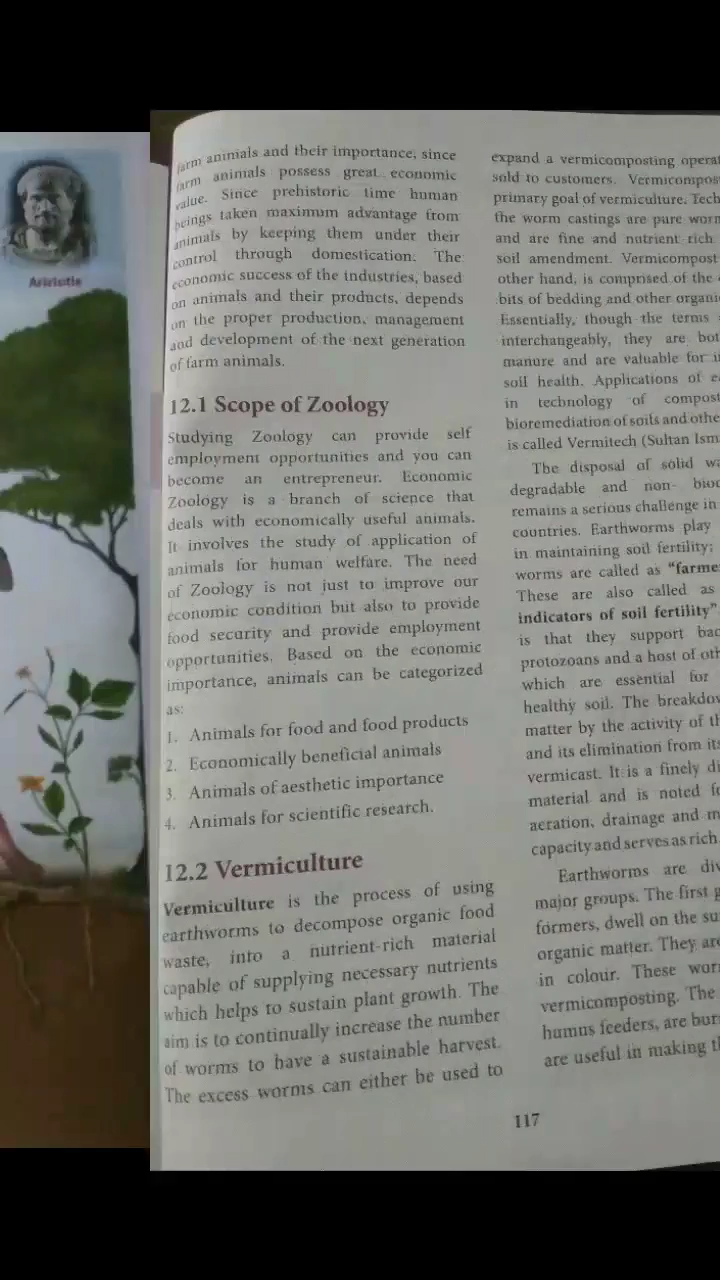 Aristotle
farm animals and their importance, since
farm animals possess great economic
value. Since prehistoric time human
beings taken maximum advantage from
animals by keeping them under their
control through domestication. The
economic success of the industries, based
on animals and their products, depends
on the proper production, management
and development of the next generation
of farm animals.
12.1 Scope of Zoology
Studying Zoology can provide self
employment opportunities and you can
become an entrepreneur. Economic
Zoology is a branch of science that
deals with economically useful animals.
It involves the study of application of
animals for human welfare. The need
of Zoology is not just to improve our
economic condition but also to provide
food security and provide employment
opportunities. Based on the economic
importance, animals can be categorized
as:
1. Animals for food and food products
2. Economically beneficial animals
3. Animals of aesthetic importance
4. Animals for scientific research.
12.2 Vermiculture
Vermiculture is the process of using
earthworms to decompose organic food
waste, into a nutrient-rich material
capable of supplying necessary nutrients
which helps to sustain plant growth. The
aim is to continually increase the number
of worms to have a sustainable harvest.
The excess worms can either be used to
expand a vermicomposting
sold to customers.
primary goal of vermiculture.
the worm castings are pure
and are fine and nutrient rich
soil amendment. Vermicompost
other hand, is comprised of the
bits of bedding and other
Essentially, though the terms
interchangeably, they are
manure and are valuable for
soil health. Applications of
in technology of
bioremediation of soils and
is called Vermitech (Sultan
The disposal of solid
degradable and non-
remains a serious challenge in
countries. Earthworms play
in maintaining soil fertility;
worms are called as
These are also called as
indicators of soil fertility"
is that they support
protozoans and a host of
which are essential for
healthy soil. The
matter by the activity of
and its elimination from
vermicast. It is a finely
material and is noted
aeration, drainage and
capacity and serves as rich
Earthworms are
major groups. The first
formers, dwell on the
organic matter. They
in colour. These
vermicomposting. The
humus feeders, are
are useful in making
117